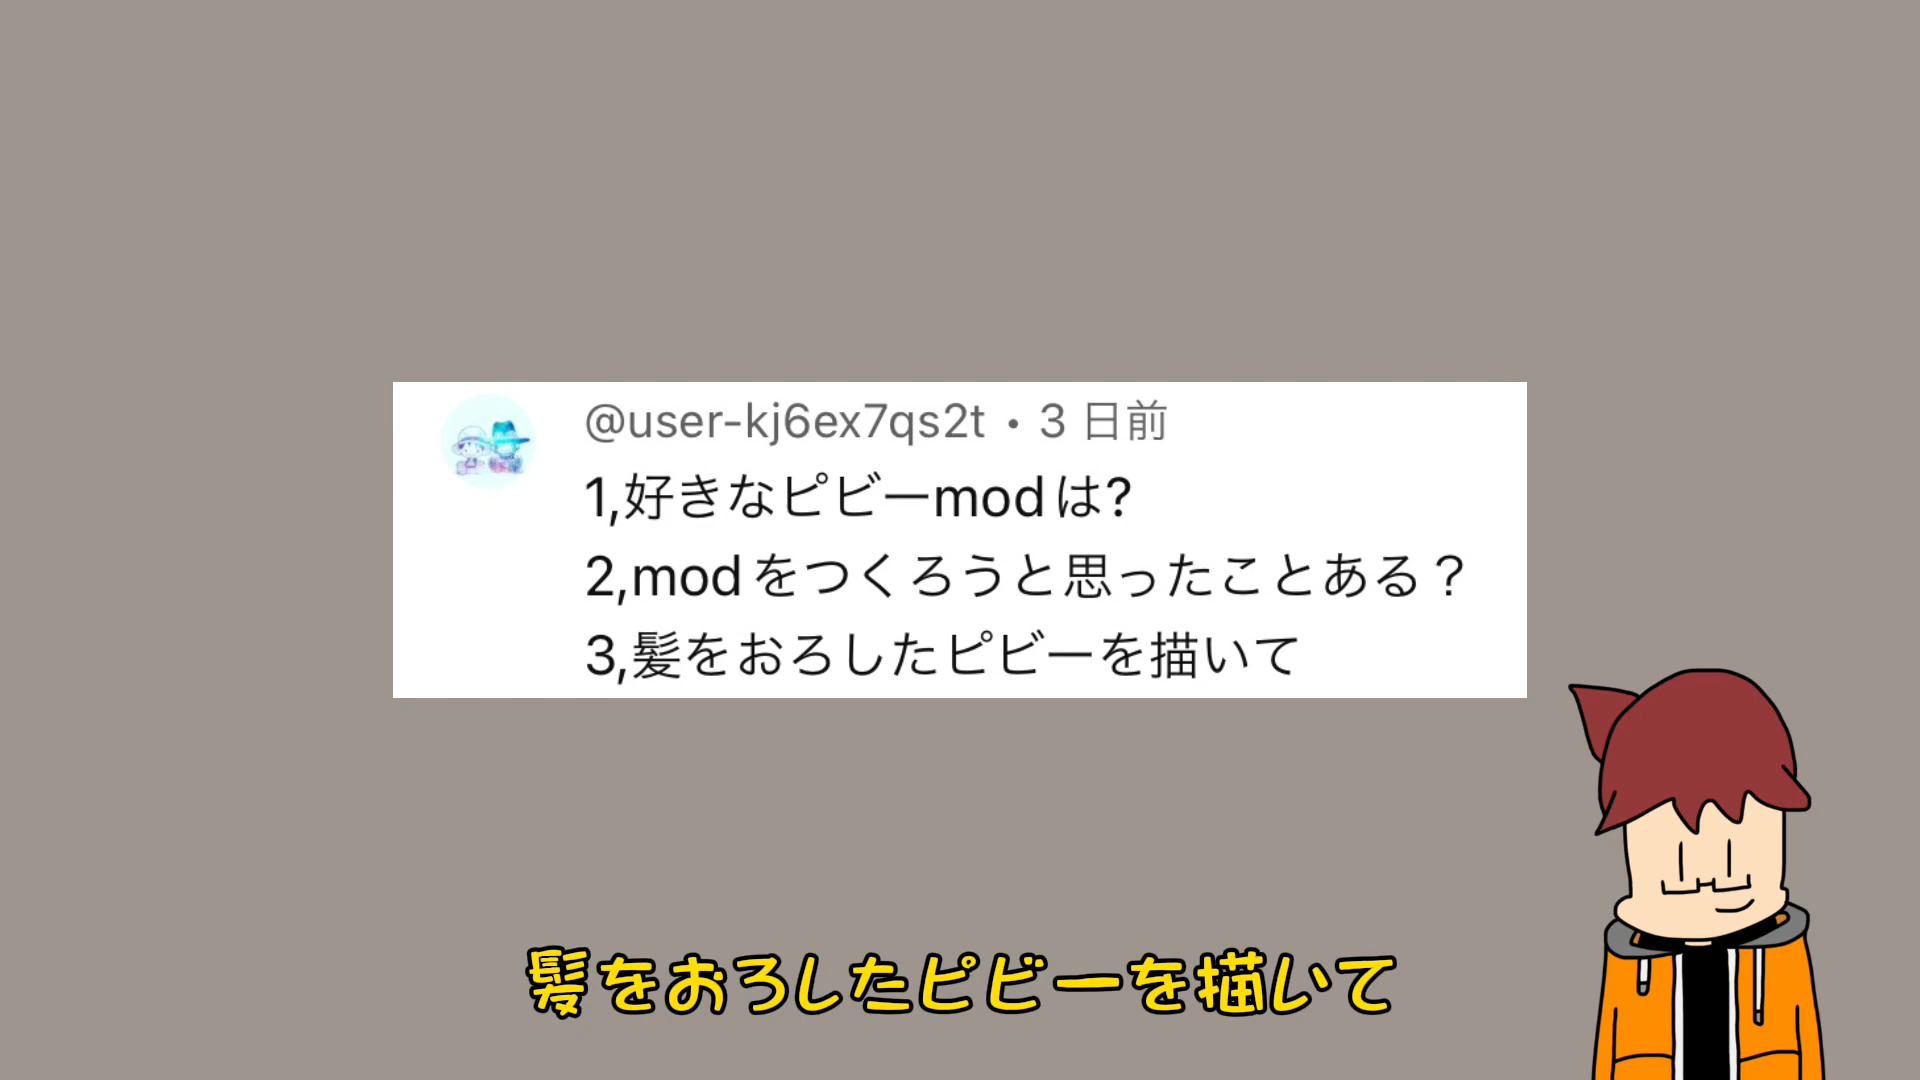 @user-kj6ex7qs2t・3 日前
1,好きなピビーmodは?
2,modをつくろうと思ったことある？
3,髪をおろしたピビーを描いて
髪をおろしたピビーを描いて